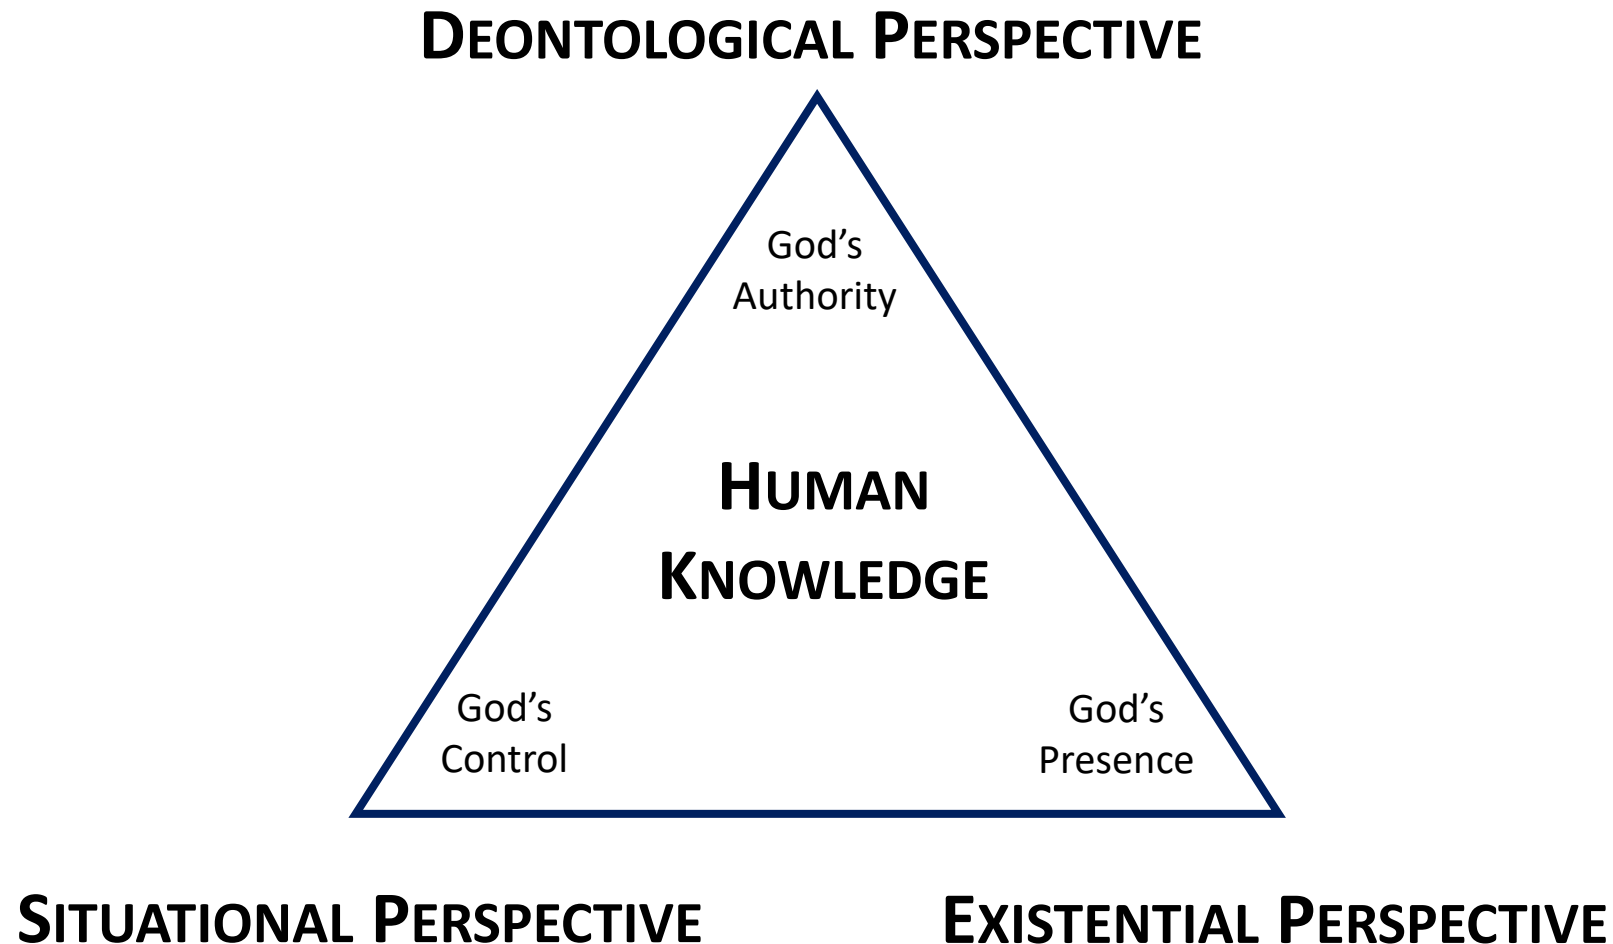 DEONTOLOGICAL PERSPECTIVE
God’s
Authority
HUMAN
KNOWLEDGE
God’s
Control
God’s
Presence
SITUATIONAL PERSPECTIVE
EXISTENTIAL PERSPECTIVE